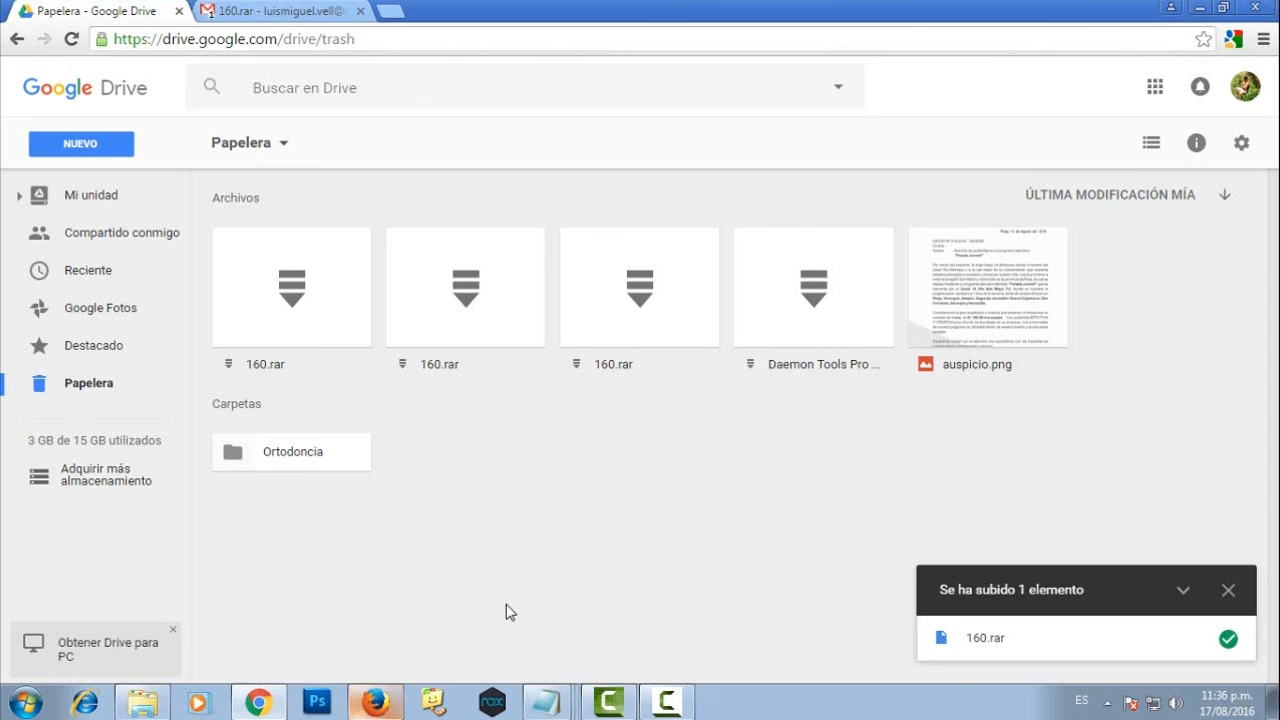 Papelera - Google Drive
160.rar - luismiguel.vell@
https://drive.google.com/drive/trash
Google Drive
Buscar en Drive
NUEVO
Papelera
Mi unidad
Compartido conmigo
Reciente
Google Fotos
Destacado
Papelera
3 GB de 15 GB utilizados
Adquirir más
almacenamiento
Obtener Drive para
PC
Archivos
ÚLTIMA MODIFICACIÓN MÍA
160.rar
160.rar
160.rar
Daemon Tools Pro ...
auspicio.png
Carpetas
Ortodoncia
Se ha subido 1 elemento
160.rar
Ps
nox
ES
11:36 p.m.
17/08/2016